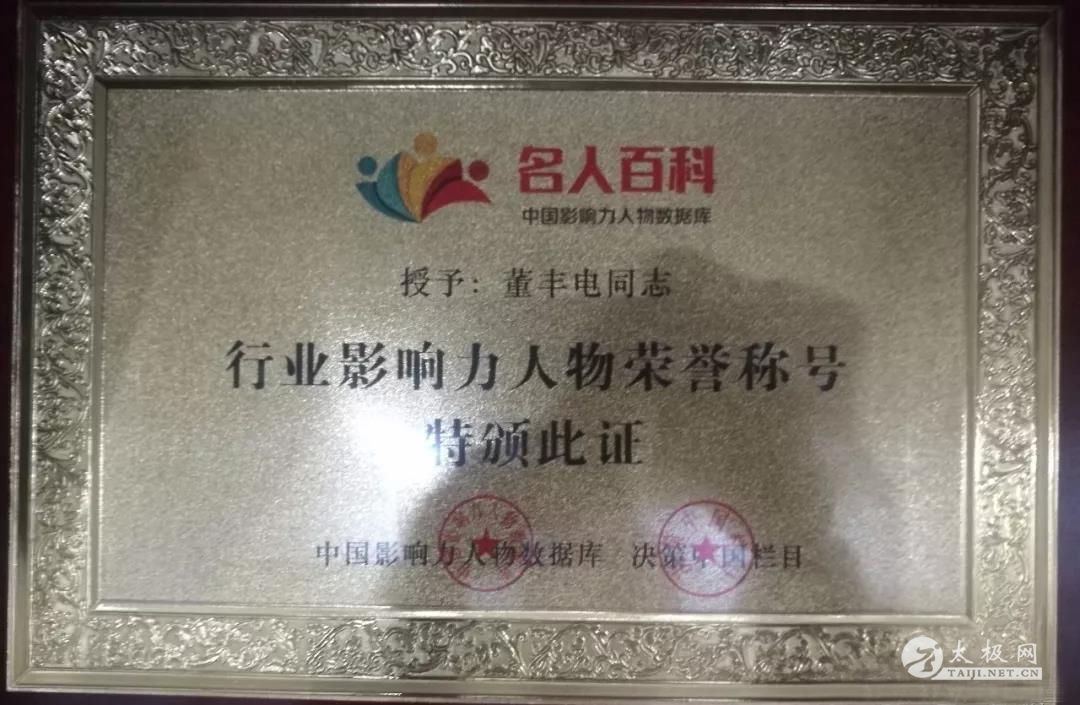 名人百科
中国影响力人物数据库
授予：董丰电同志
行业影响力人物荣誉称号
特颁此证
中国影响力人物数据库 决策中国栏目
太极网
TAIJI.NET.CN